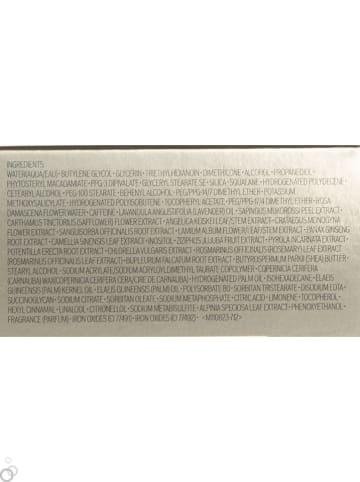 INGREDIENTS:
WATER(AQUA/EAU)•BUTYLENE GLYCOL•GLYCERIN•TRIETHYLHEXANOIN•DIMETHICONE•ALCOHOL•PROPANEDIOL•
PHYTOSTERYL MACADAMIATE•PPG-3 DIPIVALATE•GLYCERYL STEARATE SE•SILICA•SQUALANE•HYDROGENATED POLYDECENE•
CETEARYL ALCOHOL•PEG-100 STEARATE•BEHENYL ALCOHOL•PEG/PPG-14/7 DIMETHYL ETHER•POTASSIUM
METHOXYSALICYLATE•HYDROGENATED POLYISOBUTENE•TOCOPHERYL ACETATE•PEG/PPG-17/4 DIMETHYL ETHER•ROSA
DAMASCENA FLOWER WATER•CAFFEINE•LAVANDULA ANGUSTIFOLIA (LAVENDER) OIL•SAPINDUS MUKOROSSI PEEL EXTRACT•
CARTHAMUS TINCTORIUS (SAFFLOWER) FLOWER EXTRACT•ANGELICA KEISKEI LEAF/STEM EXTRACT•CRATAEGUS MONOGYNA
FLOWER EXTRACT•SANGUISORBA OFFICINALIS ROOT EXTRACT•LAMIUM ALBUM FLOWER/LEAF/STEM EXTRACT•PANAX GINSENG
ROOT EXTRACT•CAMELLIA SINENSIS LEAF EXTRACT•INOSITOL•ZIZIPHUS JUJUBA FRUIT EXTRACT•PYROLA INCARNATA EXTRACT•
POTENTILLA ERECTA ROOT EXTRACT•CHLORELLA VULGARIS EXTRACT•ROSMARINUS OFFICINALIS (ROSEMARY) LEAF EXTRACT
(ROSMARINUS OFFICINALIS LEAF EXTRACT)•BUPLEURUM FALCATUM ROOT EXTRACT•BUTYROSPERMUM PARKII (SHEA) BUTTER•
STEARYL ALCOHOL•SODIUM ACRYLATE/SODIUM ACRYLOYLDIMETHYL TAURATE COPOLYMER•COPERNICIA CERIFERA
(CARNAUBA) WAX(COPERNICIA CERIFERA CERA/CIRE DE CARNAUBA)•HYDROGENATED PALM OIL•ISOHEXADECANE•ELAEIS
GUINEENSIS (PALM) KERNEL OIL•ELAEIS GUINEENSIS (PALM) OIL•POLYSORBATE 80•SORBITAN TRISTEARATE•DISODIUM EDTA•
SUCCINOGLYCAN•SODIUM CITRATE•SORBITAN OLEATE•SODIUM METAPHOSPHATE•CITRIC ACID•LIMONENE•TOCOPHEROL•
HEXYL CINNAMAL•LINALOOL•CITRONELLOL•SODIUM METABISULFITE•ALPINIA SPECIOSA LEAF EXTRACT•PHENOXYETHANOL•
FRAGRANCE (PARFUM)•IRON OXIDES (CI 77491)•IRON OXIDES (CI 77492)•